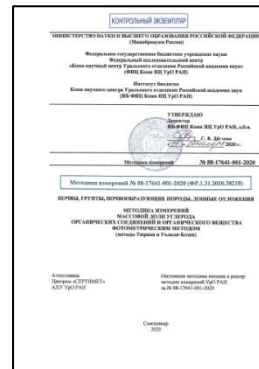 КОНТРОЛЬНЫЙ ЭКЗЕМПЛЯР
МИНИСТЕРСТВО НАУКИ И ВЫСШЕГО ОБРАЗОВАНИЯ РОССИЙСКОЙ ФЕДЕРАЦИИ
(Минобрнауки России)
Федеральное государственное бюджетное учреждение науки
Федеральный исследовательский центр
«Коми научный центр Уральского отделения Российской академии наук»
(ФИЦ Коми НЦ УрО РАН)
Институт биологии
Коми научного центра Уральского отделения Российской академии наук
(ИБ ФИЦ Коми НЦ УрО РАН)
УТВЕРЖДАЮ
Директор
ИБ ФИЦ Коми НЦ УрО РАН, д.б.н.
С. В. Дёгтева
2020 г.
Методика измерений № 88-17641-001-2020
Методика измерений № 88-17641-001-2020 (ФР.1.31.2020.38218)
ПОЧВЫ, ГРУНТЫ, ПОЧВООБРАЗУЮЩИЕ ПОРОДЫ, ДОННЫЕ ОТЛОЖЕНИЯ
МЕТОДИКА ИЗМЕРЕНИЙ
МАССОВОЙ ДОЛИ УГЛЕРОДА
ОРГАНИЧЕСКИХ СОЕДИНЕНИЙ И ОРГАНИЧЕСКОГО ВЕЩЕСТВА
ФОТОМЕТРИЧЕСКИМ МЕТОДОМ
(методы Тюрина и Уолкли-Блэка)
Аттестована
Центром «СЕРТИМЕТ»
АХУ УрО РАН
Настоящая методика внесена в реестр
методик измерений УрО РАН
за № 88-17641-001-2020
Сыктывкар
2020